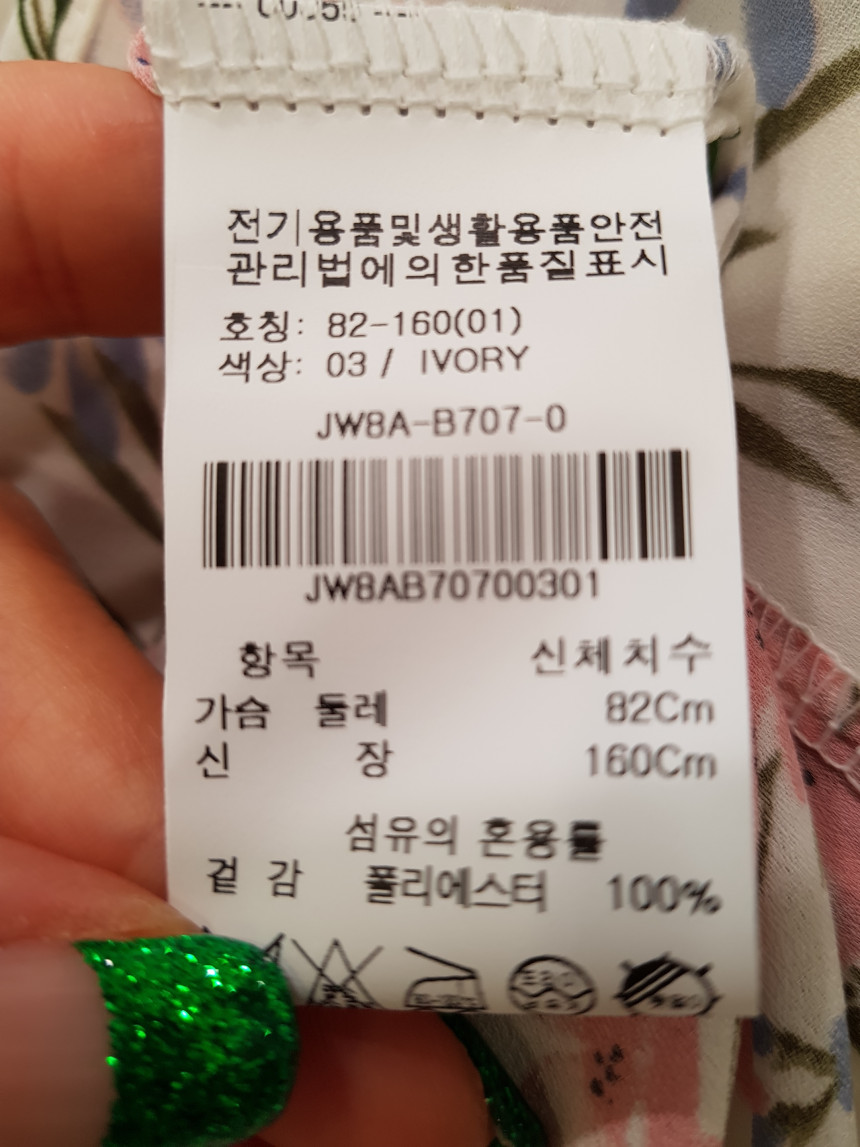 전기용품및생활용품안전
관리법에의한품질표시
호칭: 82-160(01)
색상: 03 / IVORY
JW8A-B707-0
JW8AB70700301
항목 신체치수
가슴 둘레 82Cm
신 장 160Cm
섬유의 혼용률
겉 감 폴리에스터 100%